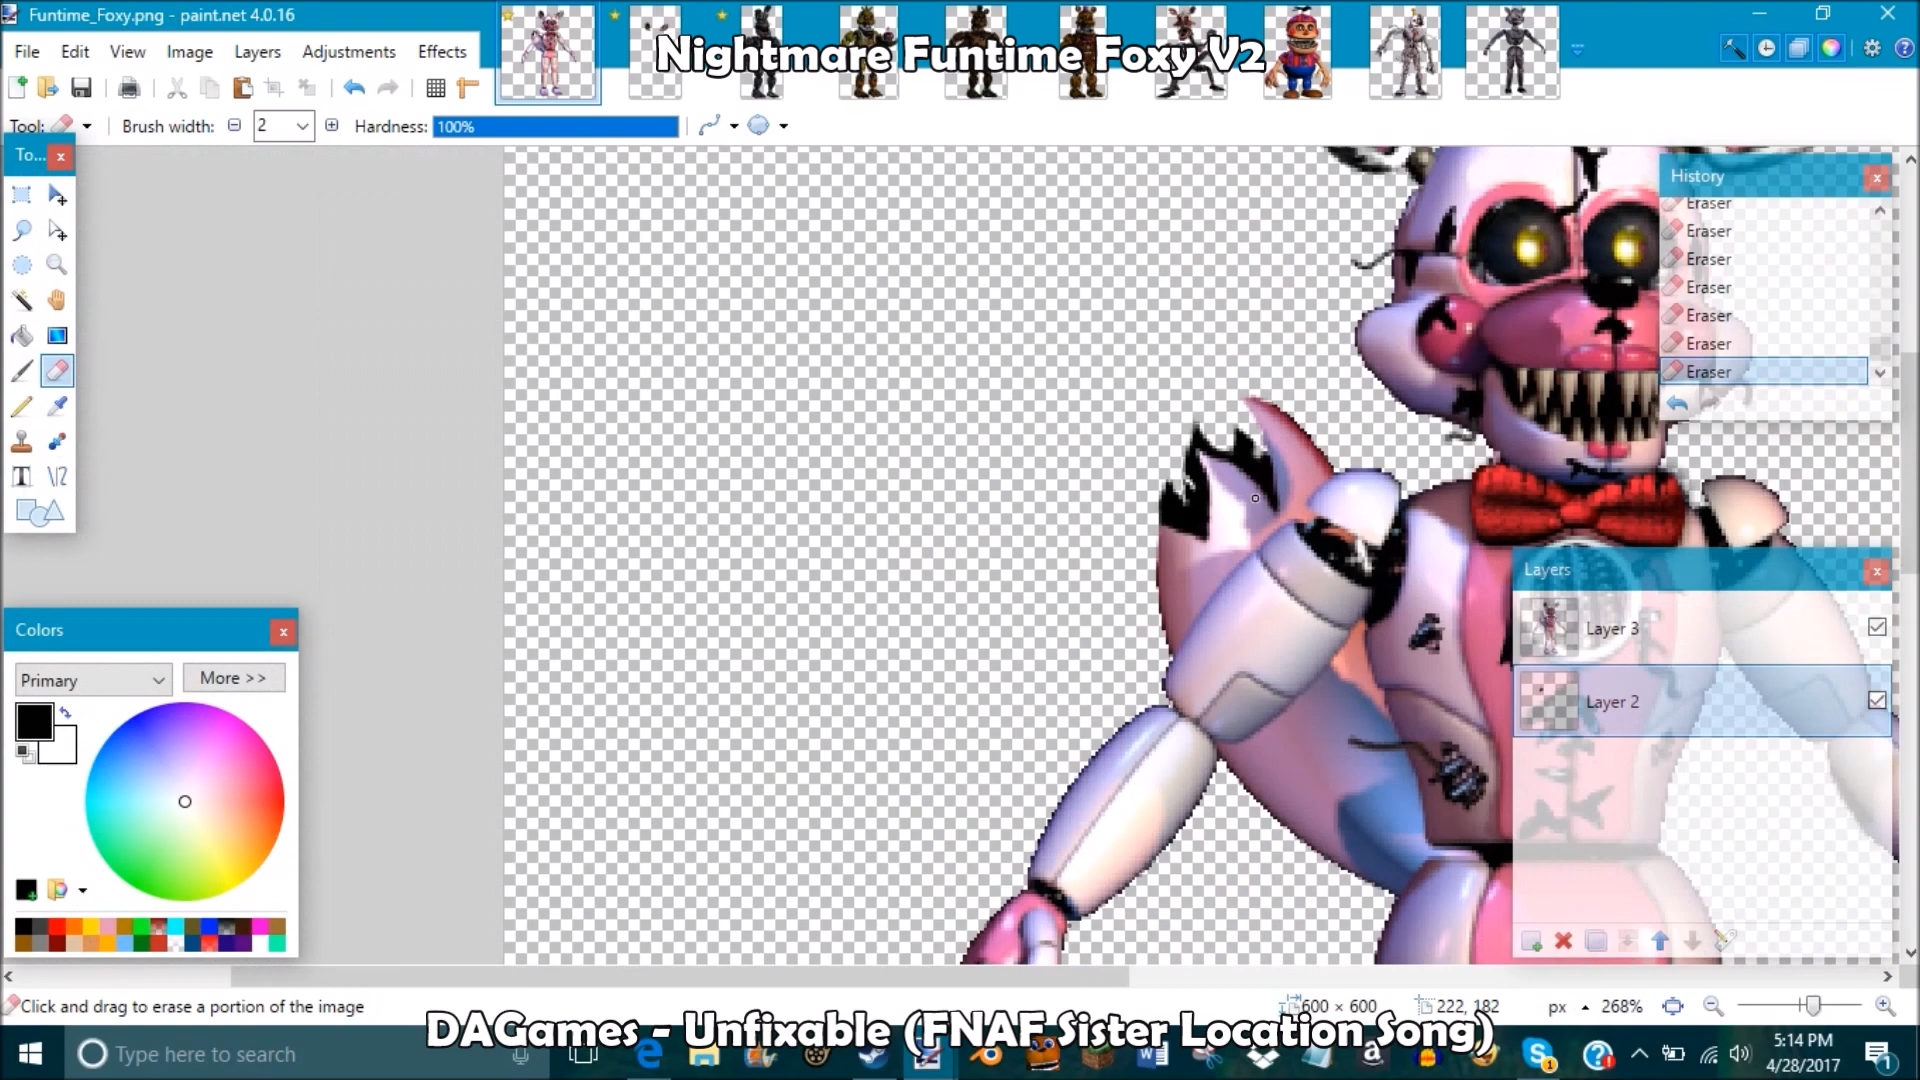 Funtime_Foxy.png - paint.net 4.0.16
Nightmare Funtime Foxy V2
File Edit View Image Layers Adjustments Effects
Tool: Brush width: 2 Hardness: 100%
To...
History
Eraser
Eraser
Eraser
Eraser
Eraser
Eraser
Eraser
Layers
Layer 3
Layer 2
Colors
Primary More >>
Click and drag to erase a portion of the image 600 × 600 222, 182 px 268%
DAGames - Unfixable (FNAF Sister Location Song)
Type here to search
5:14 PM
4/28/2017